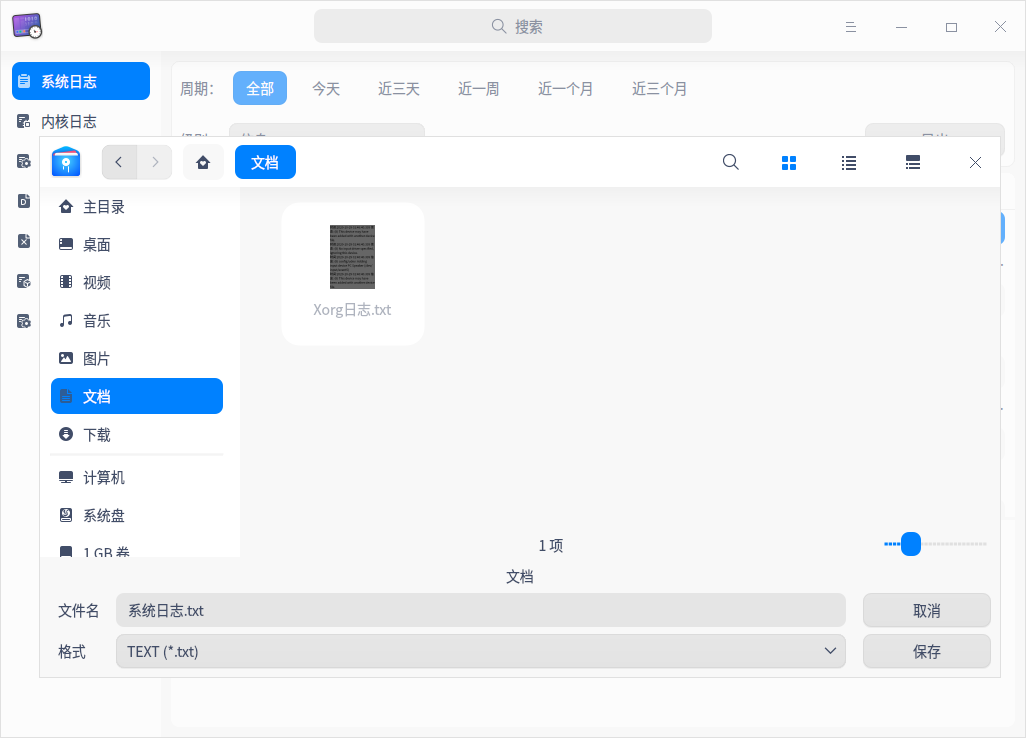 搜索
系统日志
周期： 全部 今天 近三天 近一周 近一个月 近三个月
内核日志
文档
主目录
桌面
视频
音乐
图片
文档
下载
计算机
系统盘
1 GB 卷
Xorg日志.txt
1 项
文档
文件名 系统日志.txt 取消
格式 TEXT (*.txt) 保存